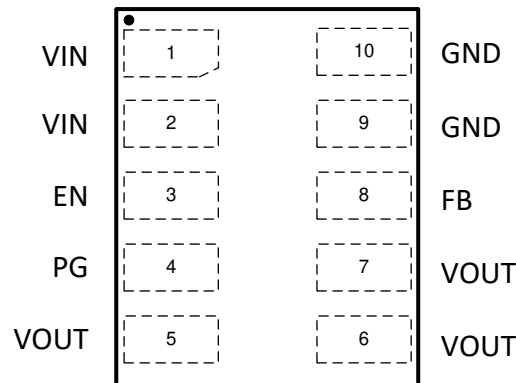 VIN 1 10 GND
VIN 2 9 GND
EN 3 8 FB
PG 4 7 VOUT
VOUT 5 6 VOUT